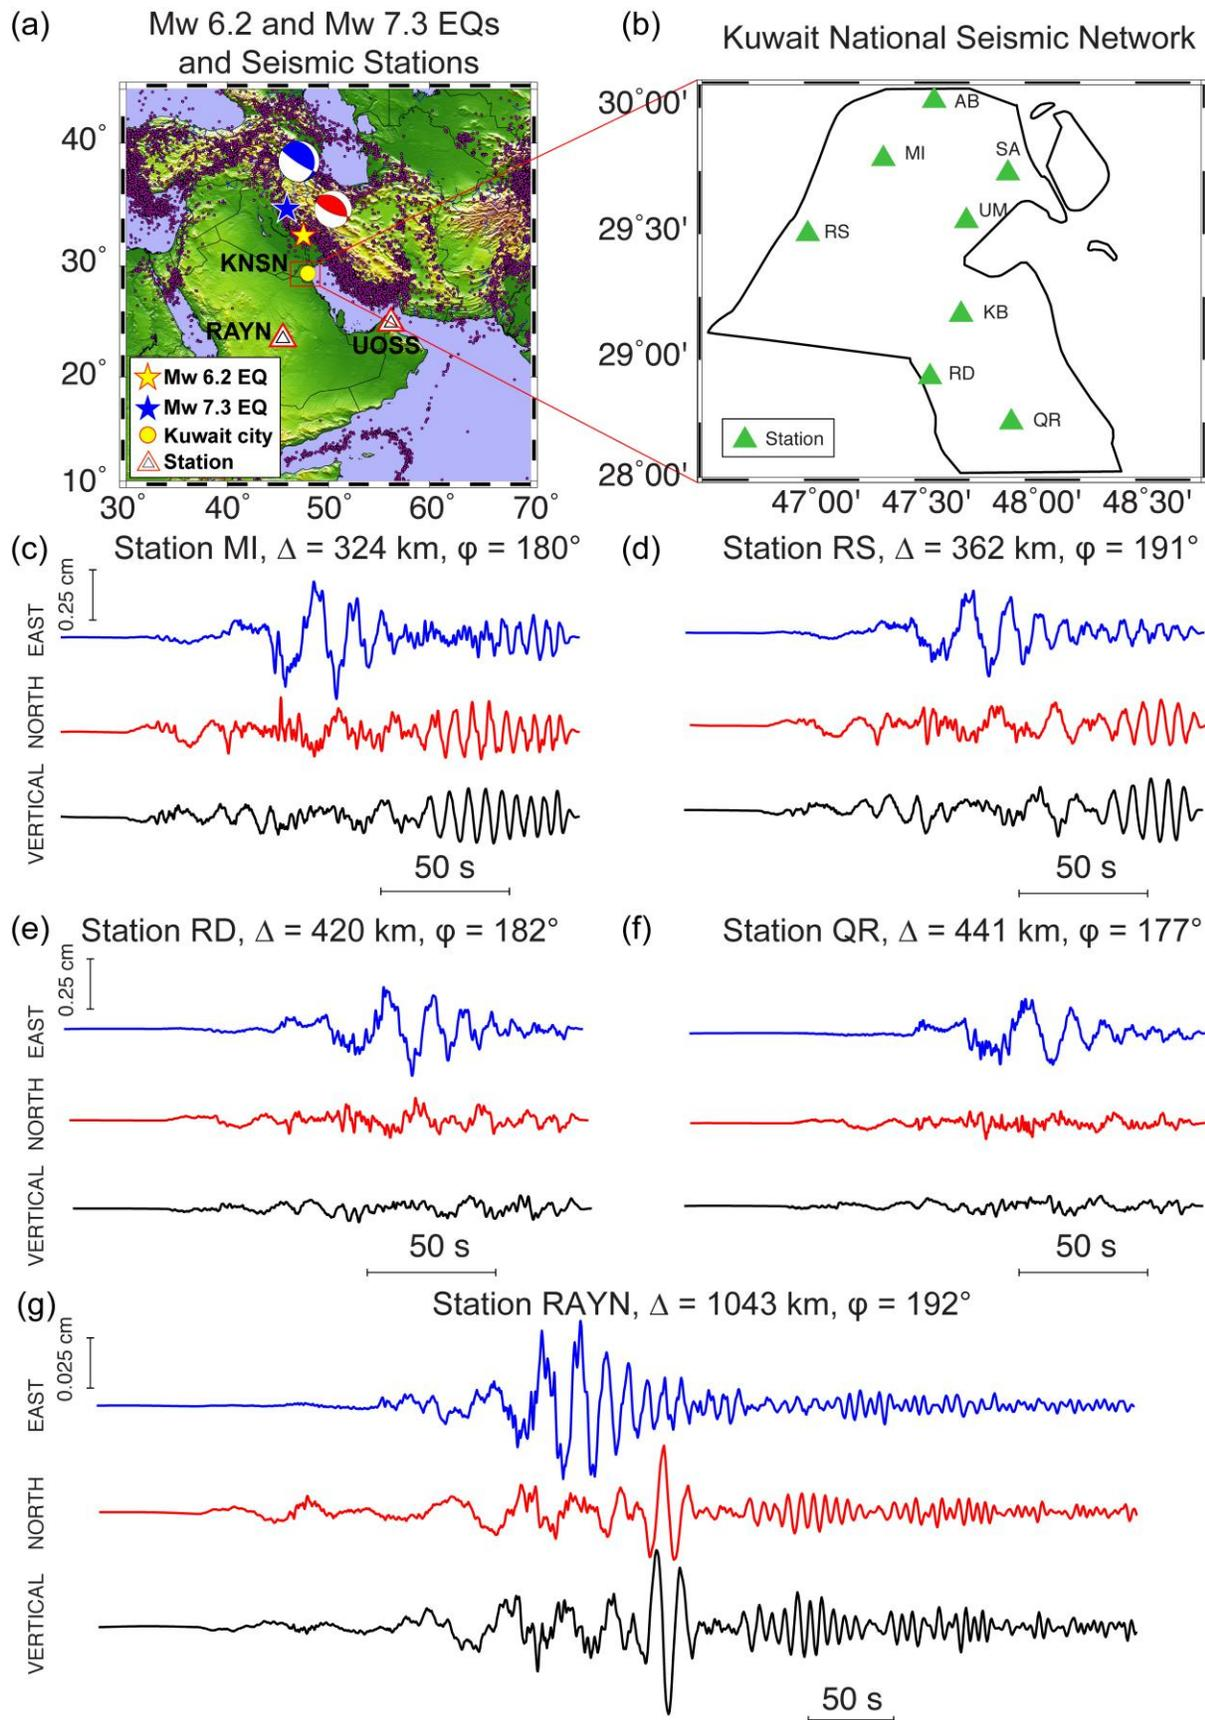 (a)
Mw 6.2 and Mw 7.3 EQs
and Seismic Stations
40°
30°
20°
10°
30°
40°
50°
60°
70°
KNSN
RAYN
UOSS
Mw 6.2 EQ
Mw 7.3 EQ
Kuwait city
Station
(b)
Kuwait National Seismic Network
30°00'
29°30'
29°00'
28°00'
47°00'
47°30'
48°00'
48°30'
AB
MI
SA
UM
RS
KB
RD
QR
Station
(c)
Station MI, Δ = 324 km, φ = 180°
0.25 cm
EAST
NORTH
VERTICAL
50 s
(d)
Station RS, Δ = 362 km, φ = 191°
50 s
(e)
Station RD, Δ = 420 km, φ = 182°
0.25 cm
EAST
NORTH
VERTICAL
50 s
(f)
Station QR, Δ = 441 km, φ = 177°
50 s
(g)
Station RAYN, Δ = 1043 km, φ = 192°
0.025 cm
EAST
NORTH
VERTICAL
50 s